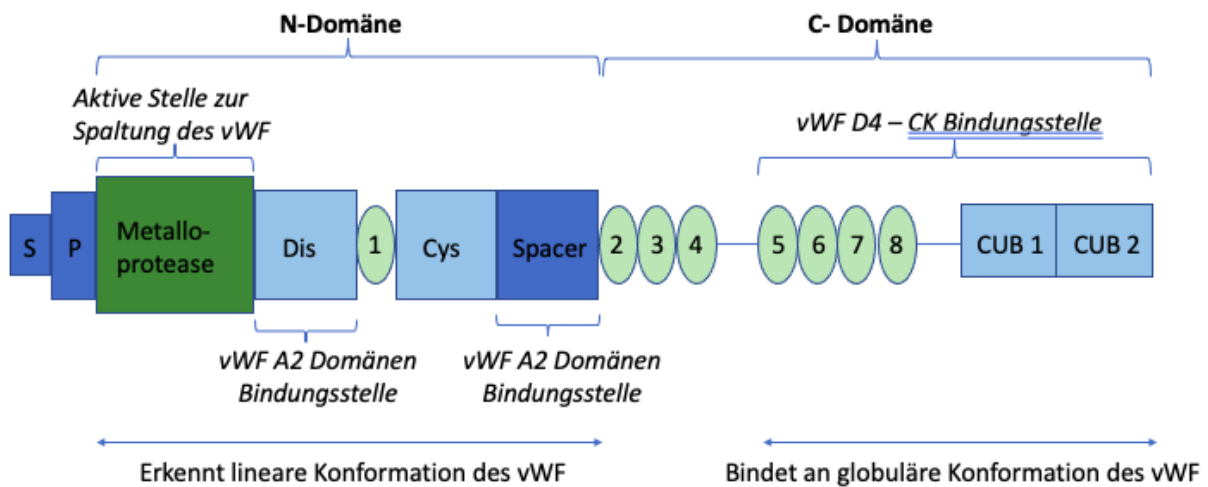 N-Domäne
C- Domäne
Aktive Stelle zur
Spaltung des vWF
vWF D4 – CK Bindungsstelle
S
P
Metallo-
protease
Dis
1
Cys
Spacer
2
3
4
5
6
7
8
CUB 1
CUB 2
vWF A2 Domänen
Bindungsstelle
vWF A2 Domänen
Bindungsstelle
Erkennt lineare Konformation des vWF
Bindet an globuläre Konformation des vWF